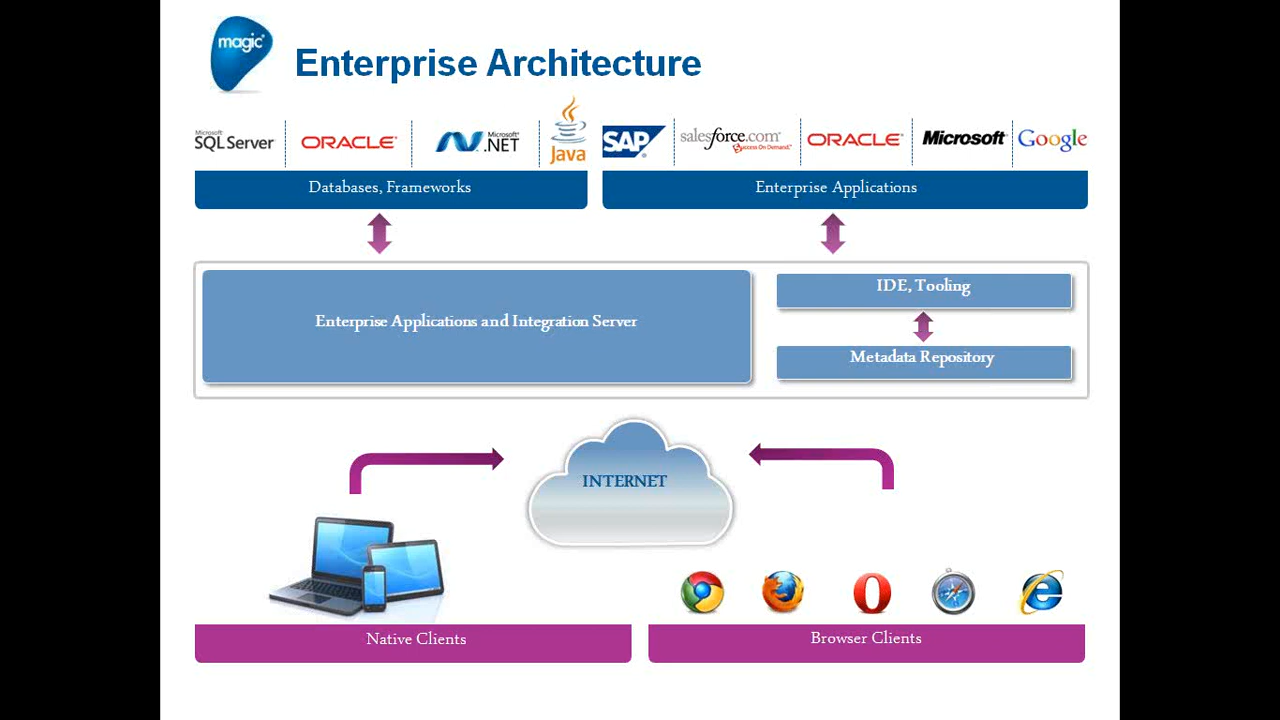 magic
Enterprise Architecture
Microsoft
SQL Server
ORACLE
Microsoft
.NET
Java
SAP
salesforce.com
Success On Demand.
ORACLE
Microsoft
Google
Databases, Frameworks
Enterprise Applications
Enterprise Applications and Integration Server
IDE, Tooling
Metadata Repository
INTERNET
Native Clients
Browser Clients